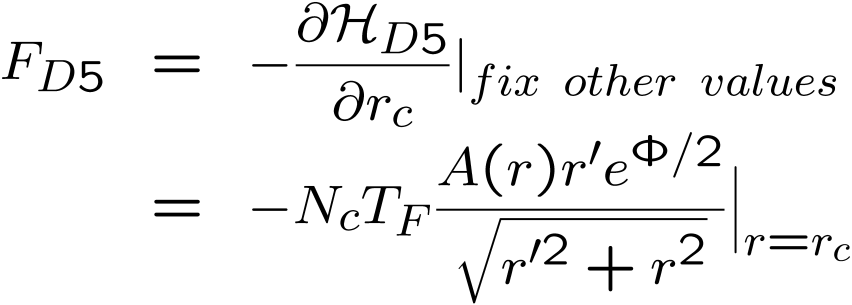 F_{D5} = -\frac{\partial \mathcal{H}_{D5}}{\partial r_c}|_{fix other values}
= -N_c T_F \frac{A(r)r'e^{\Phi/2}}{\sqrt{r'^2 + r^2}}|_{r=r_c}